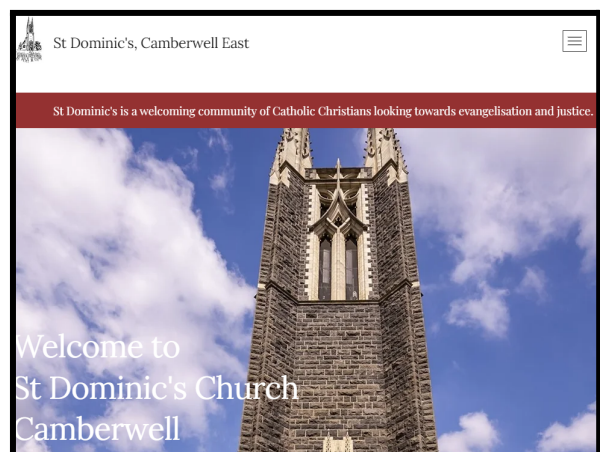 St Dominic's, Camberwell East
St Dominic's is a welcoming community of Catholic Christians looking towards evangelisation and justice.
Welcome to
St Dominic's Church
Camberwell